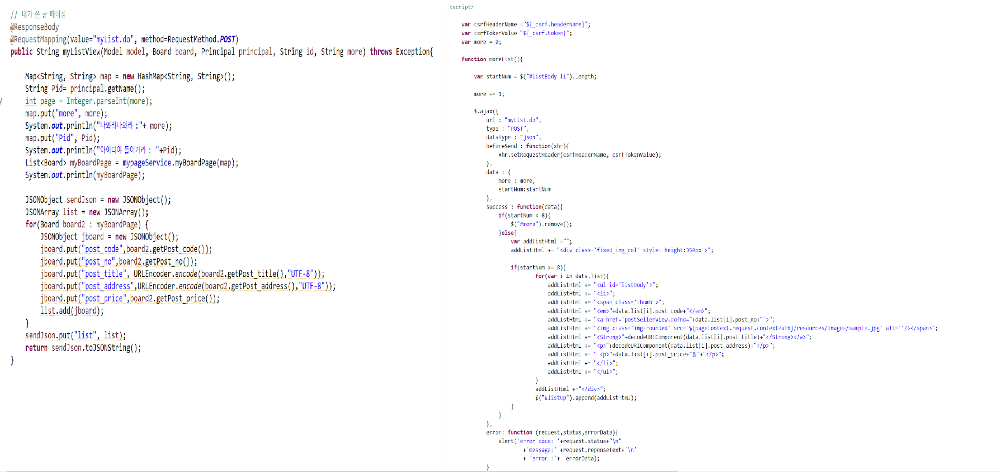 // 내가 쓴 글 페이징
@ResponseBody
@RequestMapping(value="myList.do", method=RequestMethod.POST)
public String myListView(Model model, Board board, Principal principal, String id, String more) throws Exception{
Map<String, String> map = new HashMap<String, String>();
String Pid= principal.getName();
/ int page = Integer.parseInt(more);
map.put("more", more);
System.out.println("나와라나와라 :"+ more);
map.put("Pid", Pid);
System.out.println("아이디야 들어가라 : "+Pid);
List<Board> myBoardPage = mypageService.myBoardPage(map);
System.out.println(myBoardPage);
JSONObject sendJson = new JSONObject();
JSONArray list = new JSONArray();
for(Board board2 : myBoardPage) {
JSONObject jboard = new JSONObject();
jboard.put("post_code",board2.getPost_code());
jboard.put("post_no",board2.getPost_no());
jboard.put("post_title", URLEncoder.encode(board2.getPost_title(),"UTF-8"));
jboard.put("post_address",URLEncoder.encode(board2.getPost_address(),"UTF-8"));
jboard.put("post_price",board2.getPost_price());
list.add(jboard);
}
sendJson.put("list", list);
return sendJson.toJSONString();
}
<script>
var csrfHeaderName ="${_csrf.headerName}";
var csrfTokenValue="${_csrf.token}";
var more = 0;
function moreList(){
var startNum = $("#listBody li").length;
more += 1;
$.ajax({
url : "myList.do",
type : "POST",
dataType : "json",
beforeSend : function(xhr){
xhr.setRequestHeader(csrfHeaderName, csrfTokenValue);
},
data : {
more : more,
startNum:startNum
},
success : function(data){
if(startNum < 8){
$("#more").remove();
}else{
var addListHtml ="";
addListHtml += "<div class='fixed_img_col' style='height:350px'>";
if(startNum >= 8){
for(var i in data.list){
addListHtml += "<ul id='listBody'>";
addListHtml += "<li>";
addListHtml += "<span class='thumb'>";
addListHtml += "<em>"+data.list[i].post_code+"</em>";
addListHtml += "<a href='postSellerView.do?no="+data.list[i].post_no+"'>";
addListHtml += "<img class='img-rounded' src='${pageContext.request.contextPath}/resources/images/sample.jpg' alt=''/></span>";
addListHtml += "<Strong>"+decodeURIComponent(data.list[i].post_title)+"</Strong></a>";
addListHtml += "<p>"+decodeURIComponent(data.list[i].post_address)+"</p>";
addListHtml += " <p>"+data.list[i].post_price+"원"+"</p>";
addListHtml += "</li>";
addListHtml += "</ul>";
}
addListHtml +="</div>";
$("#listUp").append(addListHtml);
}
}
},
error: function (request,status,errorData){
alert('error code: '+request.status+"\n"
+'message:' +request.reponseText+'\n'
+ 'error :'+ errorData);
}